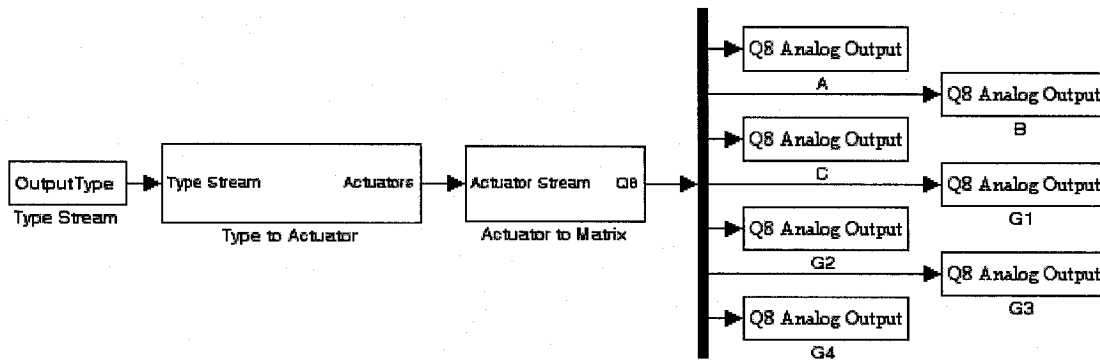 OutputType
Type Stream
Type Stream
Actuators
Type to Actuator
Actuator Stream
Q8
Actuator to Matrix
Q8 Analog Output
A
Q8 Analog Output
B
Q8 Analog Output
C
Q8 Analog Output
G1
Q8 Analog Output
G2
Q8 Analog Output
G3
Q8 Analog Output
G4